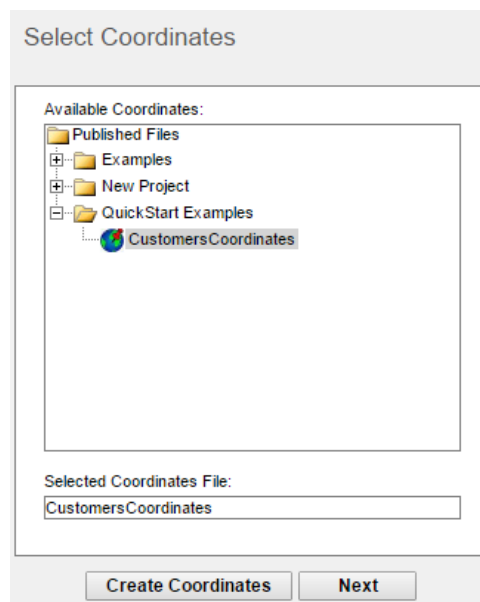 Select Coordinates
Available Coordinates:
Published Files
Examples
New Project
QuickStart Examples
CustomersCoordinates
Selected Coordinates File:
CustomersCoordinates
Create Coordinates Next